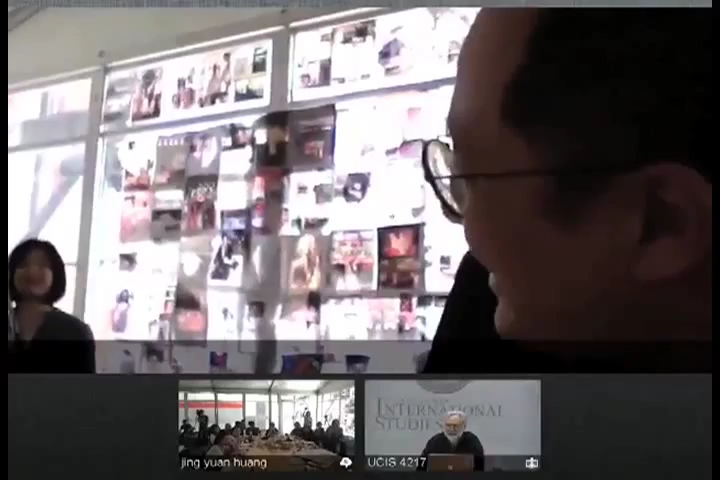 INTERNATIONAL
STUDIES
jing yuan huang
UCIS 4217